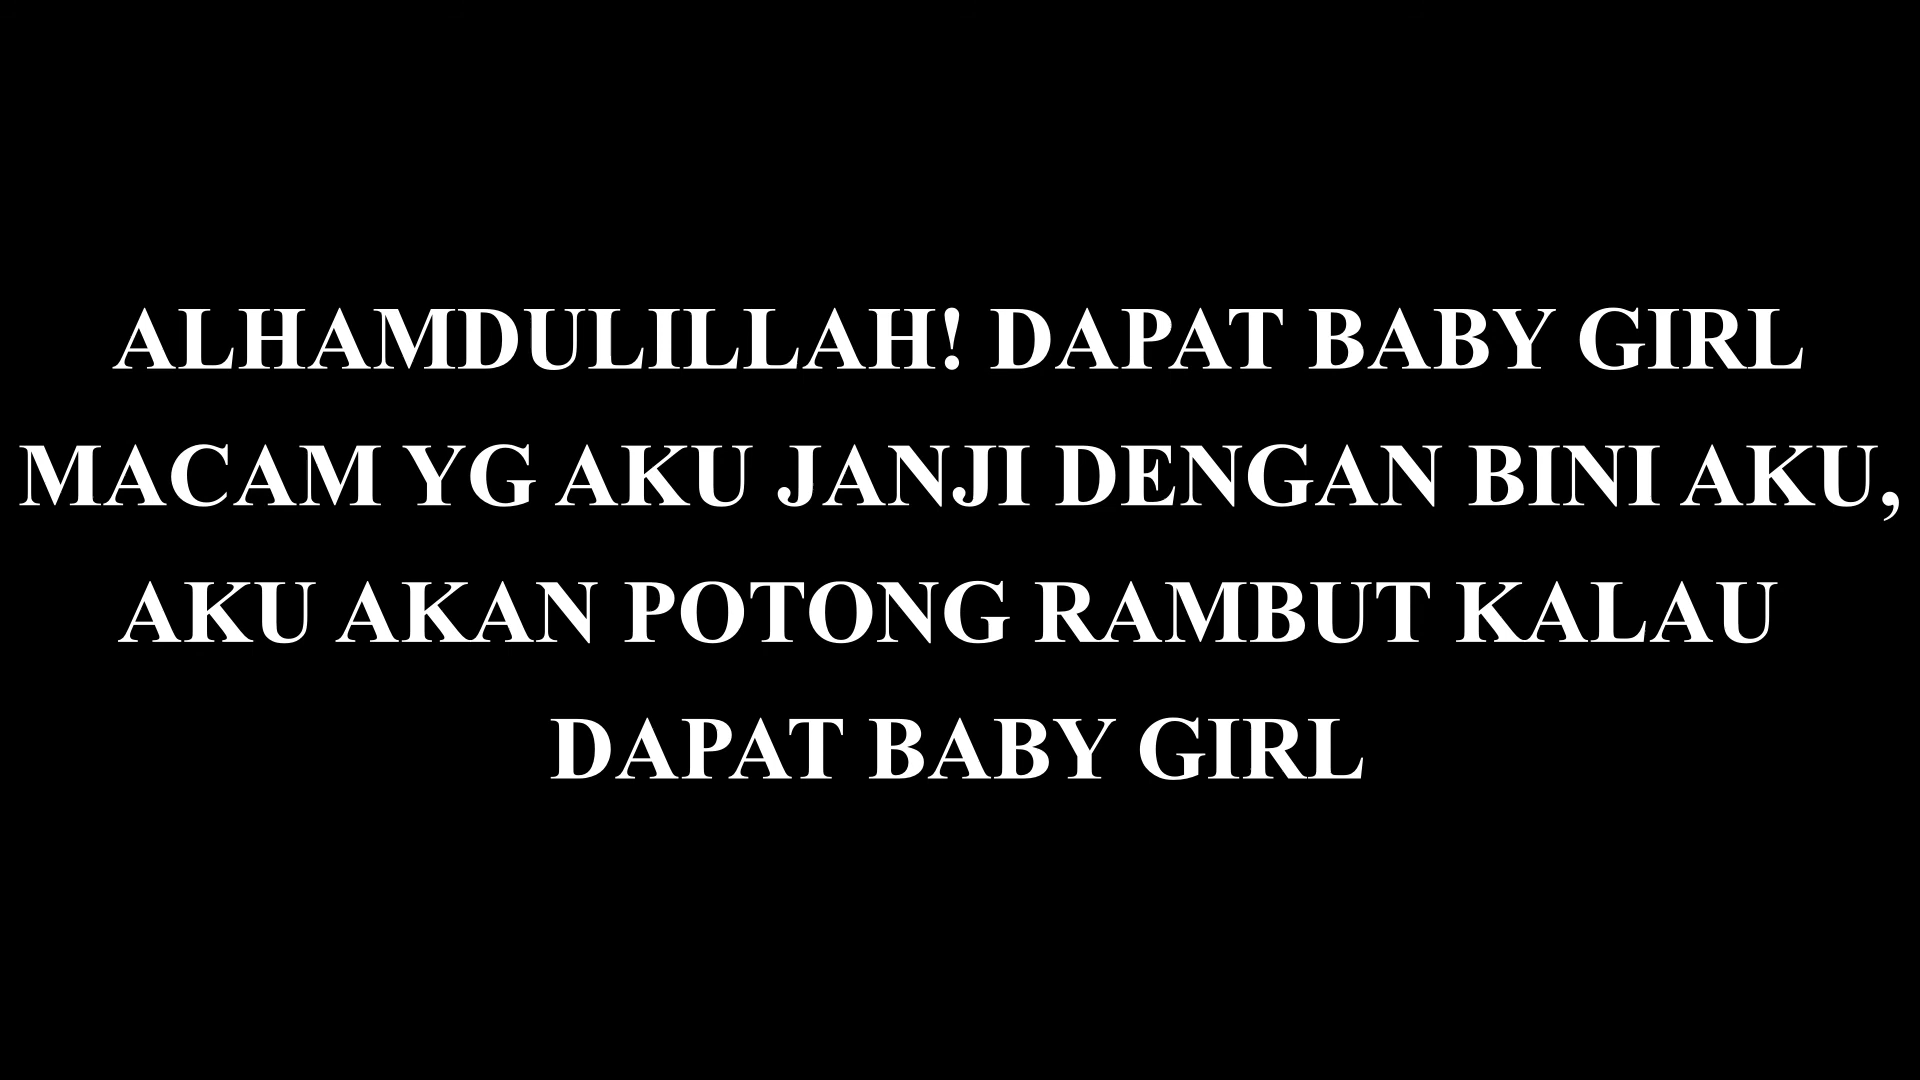 ALHAMDULILLAH! DAPAT BABY GIRL
MACAM YG AKU JANJI DENGAN BINI AKU,
AKU AKAN POTONG RAMBUT KALAU
DAPAT BABY GIRL